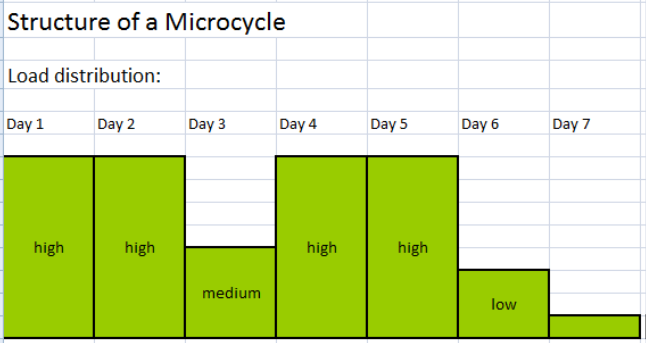 Structure of a Microcycle
Load distribution:
Day 1 Day 2 Day 3 Day 4 Day 5 Day 6 Day 7
high high high high
medium
low